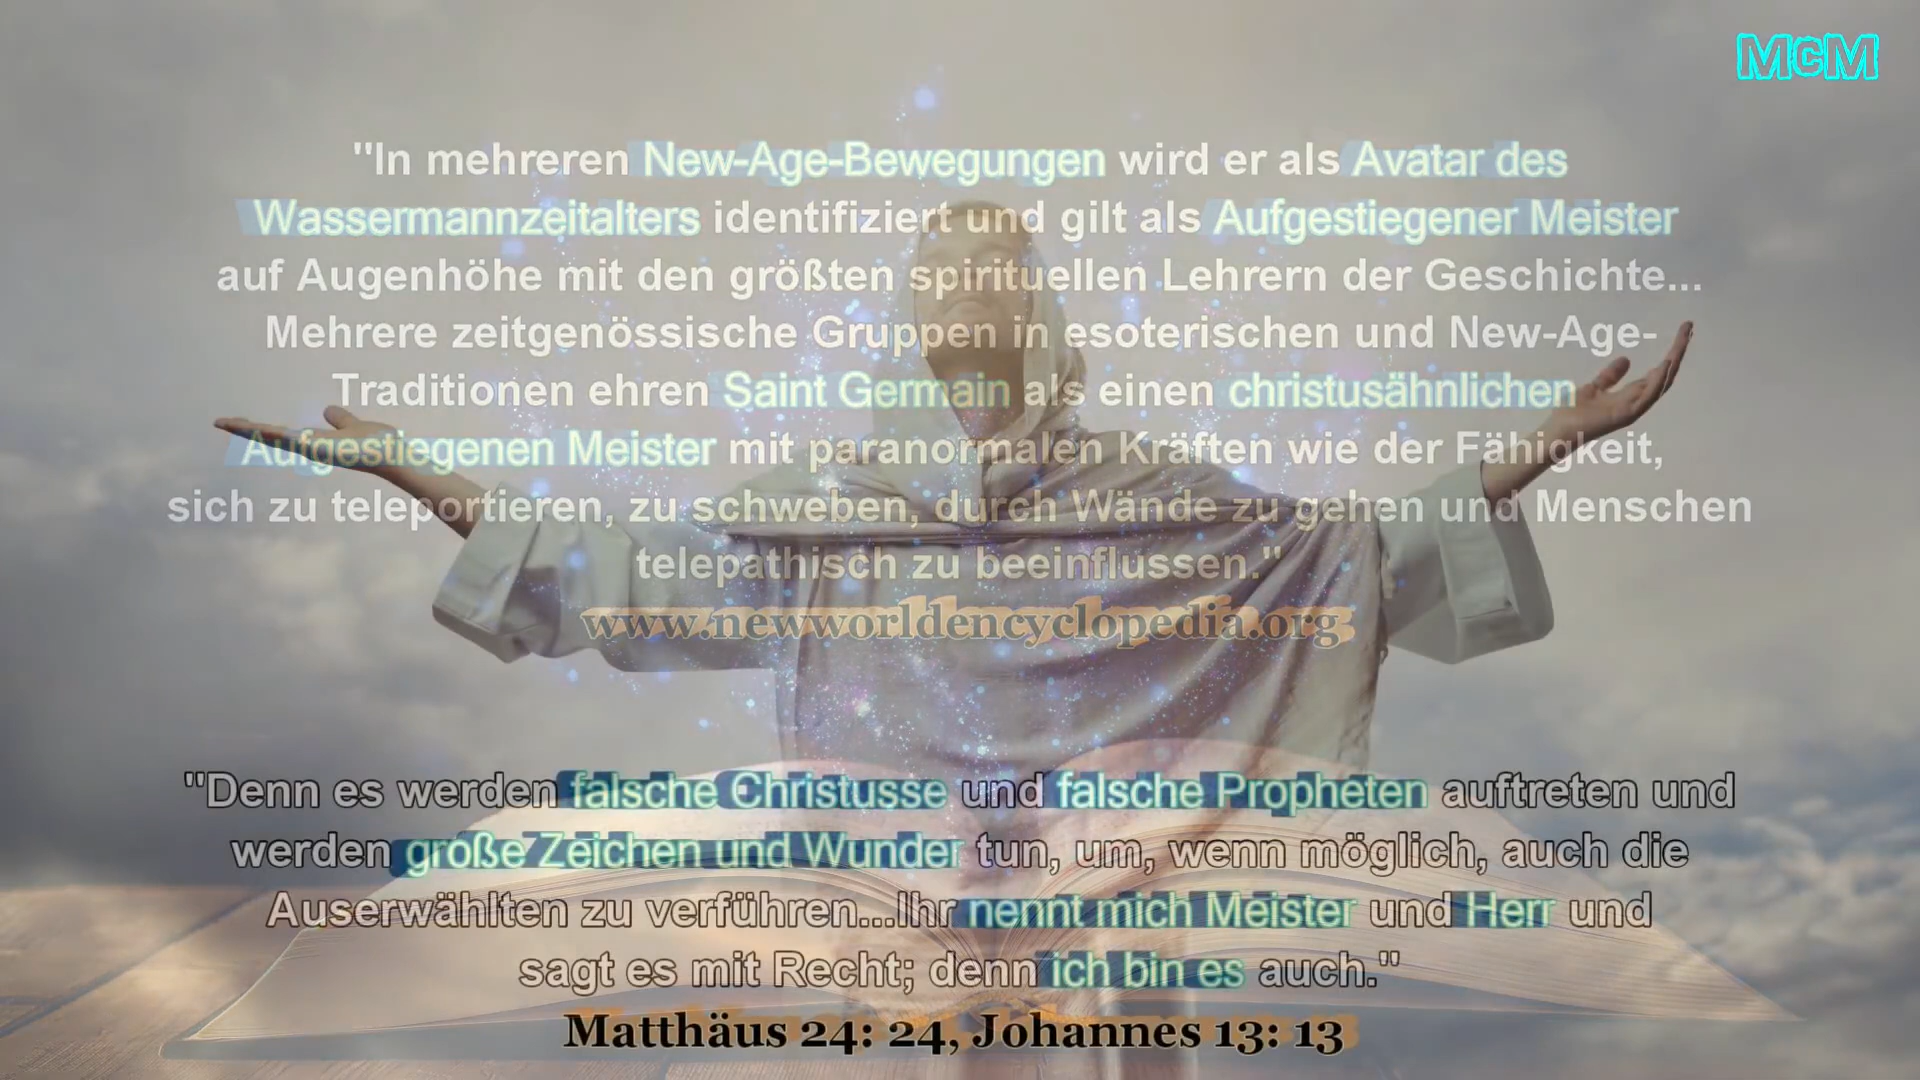 McM
"In mehreren New-Age-Bewegungen wird er als Avatar des
Wassermannzeitalters identifiziert und gilt als Aufgestiegener Meister
auf Augenhöhe mit den größten spirituellen Lehrern der Geschichte...
Mehrere zeitgenössische Gruppen in esoterischen und New-Age-
Traditionen ehren Saint Germain als einen christusähnlichen
Aufgestiegenen Meister mit paranormalen Kräften wie der Fähigkeit,
sich zu teleportieren, zu schweben, durch Wände zu gehen und Menschen
telepathisch zu beeinflussen."
www.newworldencyclopedia.org
"Denn es werden falsche Christusse und falsche Propheten auftreten und
werden große Zeichen und Wunder tun, um, wenn möglich, auch die
Auserwählten zu verführen...Ihr nennt mich Meister und Herr und
sagt es mit Recht; denn ich bin es auch."
Matthäus 24: 24, Johannes 13: 13